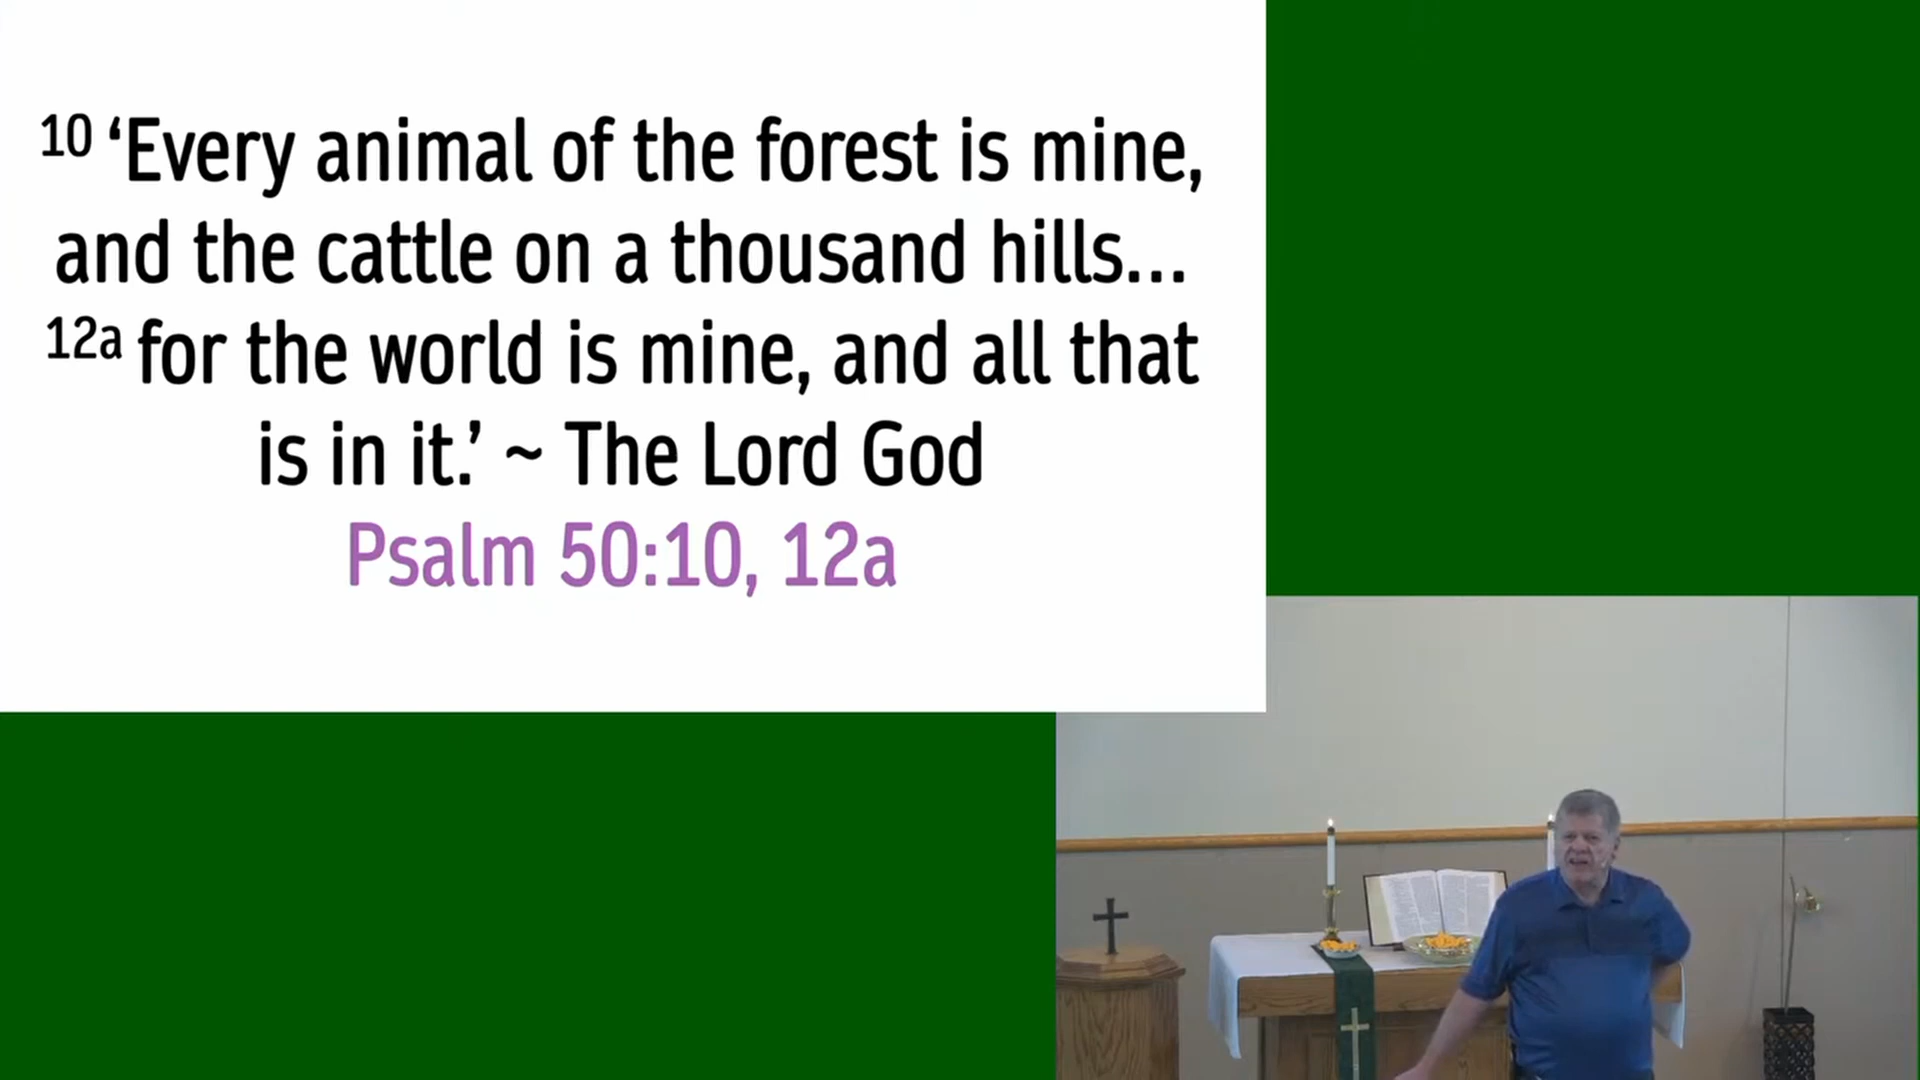 10 ‘Every animal of the forest is mine,
and the cattle on a thousand hills...
12a for the world is mine, and all that
is in it.’ ~ The Lord God
Psalm 50:10, 12a